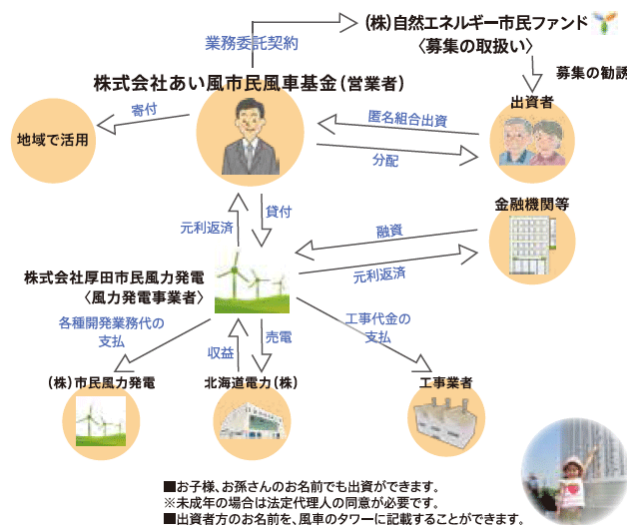 業務委託契約
(株)自然エネルギー市民ファンド
〈募集の取扱い〉
株式会社あい風市民風車基金(営業者)
募集の勧誘
寄付
出資者
匿名組合出資
地域で活用
分配
金融機関等
元利返済
貸付
融資
株式会社厚田市民風力発電
〈風力発電事業者〉
元利返済
各種開発業務代の
支払
収益
売電
工事代金の
支払
(株)市民風力発電
北海道電力(株)
工事業者
■お子様、お孫さんのお名前でも出資ができます。
※未成年の場合は法定代理人の同意が必要です。
■出資者方のお名前を、風車のタワーに記載することができます。